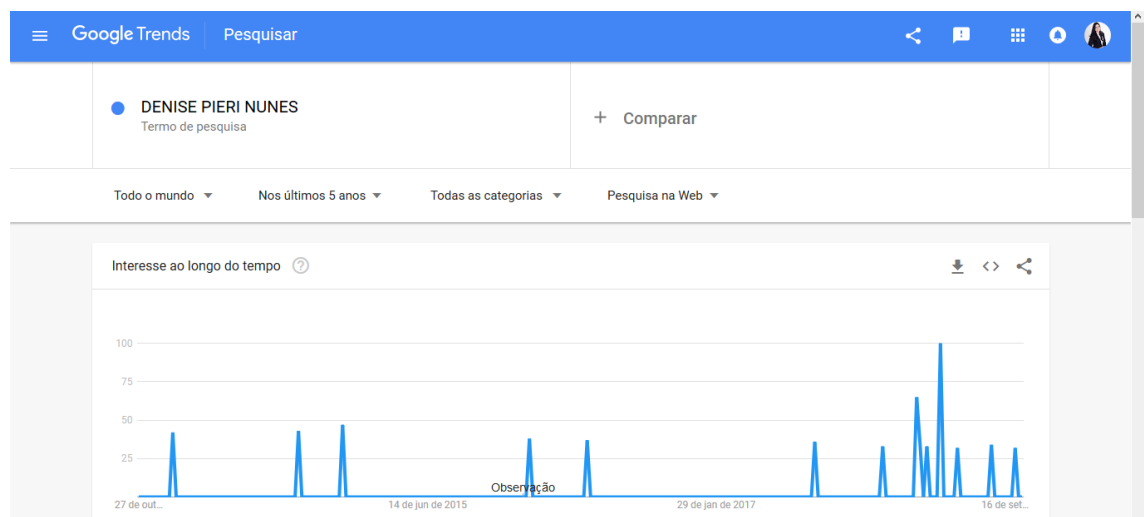 Google Trends Pesquisar
DENISE PIERI NUNES
Termo de pesquisa
+ Comparar
Todo o mundo
Nos últimos 5 anos
Todas as categorias
Pesquisa na Web
Interesse ao longo do tempo ?
<>
100
75
50
25
Observação
27 de out...
14 de jun de 2015
29 de jan de 2017
16 de set...